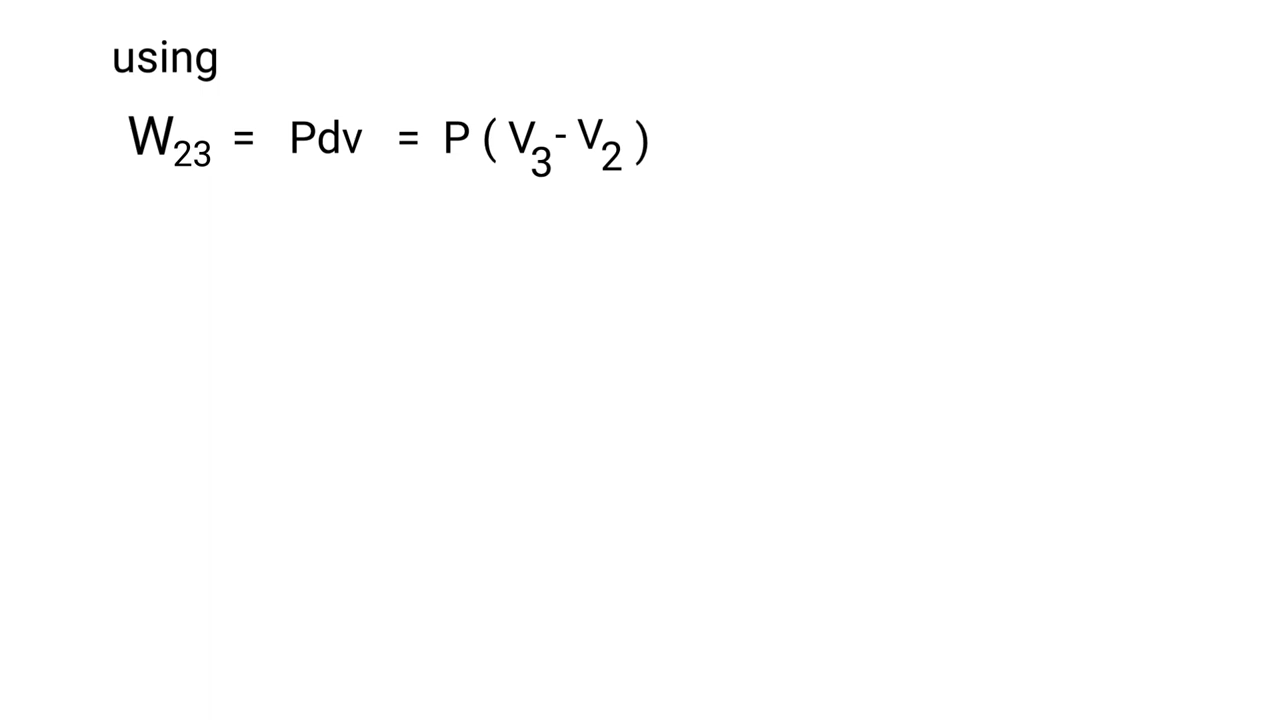 using
W₂₃ = Pdv = P ( V₃ - V₂ )